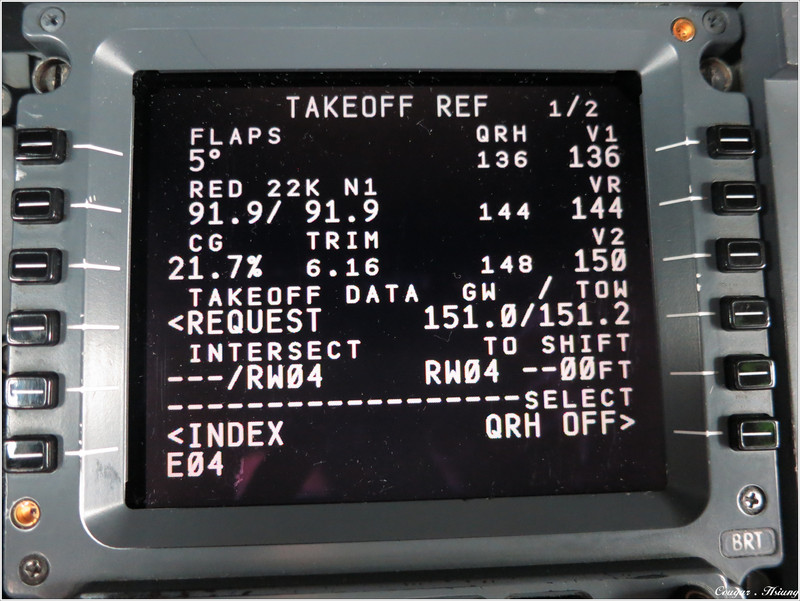 TAKEOFF REF 1/2
FLAPS QRH V1
5° 136 136
RED 22K N1 VR
91.9/ 91.9 144 144
CG TRIM V2
21.7% 6.16 148 150
TAKEOFF DATA GW / TOW
<REQUEST 151.0/151.2
INTERSECT TO SHIFT
---/RW04 RW04 --00FT
--------------------SELECT
<INDEX QRH OFF>
E04
BRT
Cougar . Hsiung